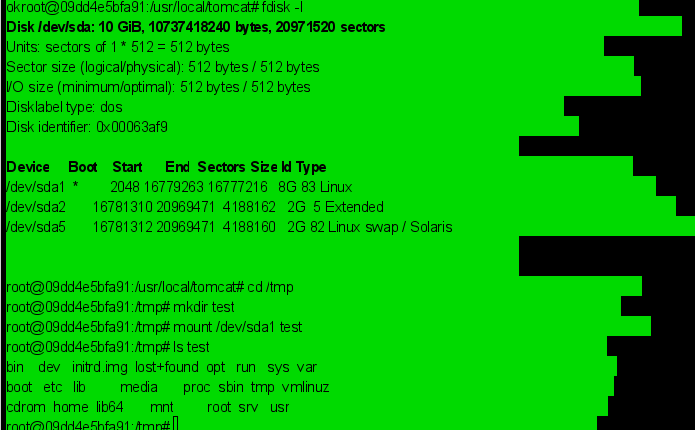 okroot@09dd4e5bfa91:/usr/local/tomcat# fdisk -l
Disk /dev/sda: 10 GiB, 10737418240 bytes, 20971520 sectors
Units: sectors of 1 * 512 = 512 bytes
Sector size (logical/physical): 512 bytes / 512 bytes
I/O size (minimum/optimal): 512 bytes / 512 bytes
Disklabel type: dos
Disk identifier: 0x00063af9
Device Boot Start End Sectors Size Id Type
/dev/sda1 * 2048 16779263 16777216 8G 83 Linux
/dev/sda2 16781310 20969471 4188162 2G 5 Extended
/dev/sda5 16781312 20969471 4188160 2G 82 Linux swap / Solaris
root@09dd4e5bfa91:/usr/local/tomcat# cd /tmp
root@09dd4e5bfa91:/tmp# mkdir test
root@09dd4e5bfa91:/tmp# mount /dev/sda1 test
root@09dd4e5bfa91:/tmp# ls test
bin dev initrd.img lost+found opt run sys var
boot etc lib media proc sbin tmp vmlinuz
cdrom home lib64 mnt root srv usr
root@09dd4e5bfa91:/tmp#